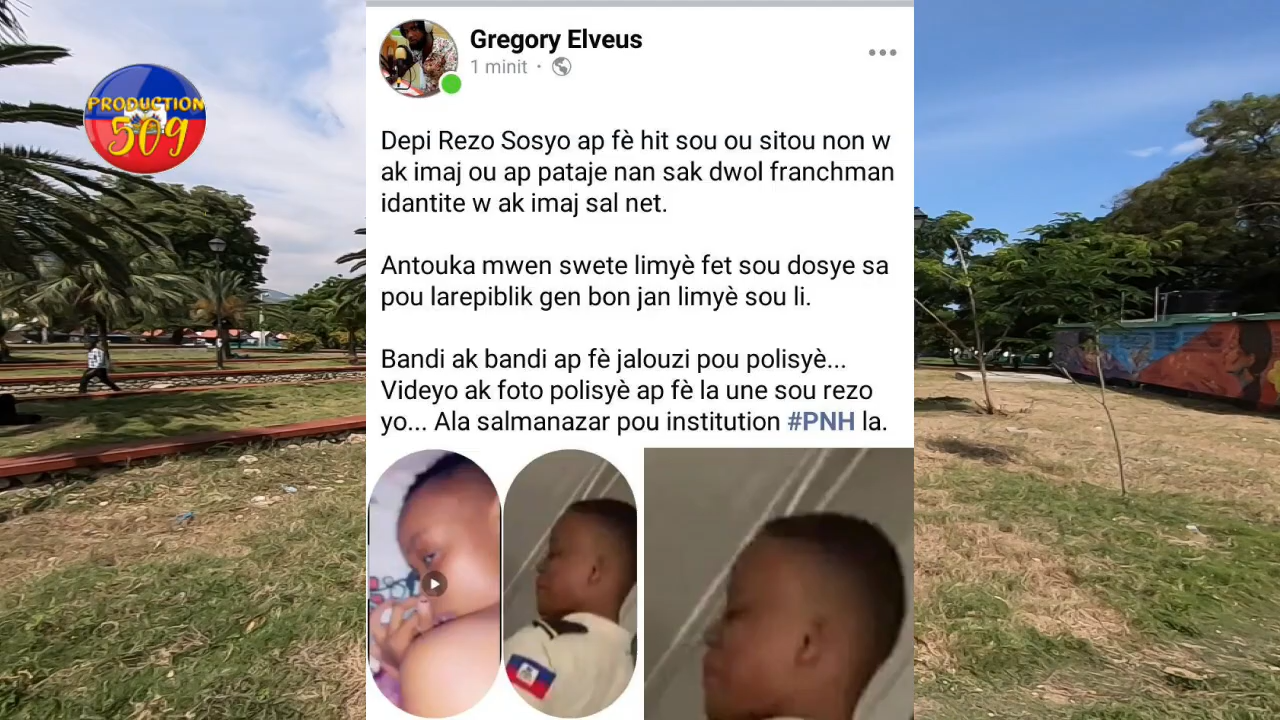 PRODUCTION
509
Gregory Elveus
1 minit ·
Depi Rezo Sosyo ap fè hit sou ou sitou non w
ak imaj ou ap pataje nan sak dwol franchman
idantite w ak imaj sal net.
Antouka mwen swete limyè fet sou dosye sa
pou larepiblik gen bon jan limyè sou li.
Bandi ak bandi ap fè jalouzi pou polisyè...
Videyo ak foto polisyè ap fè la une sou rezo
yo... Ala salmanazar pou institution #PNH la.